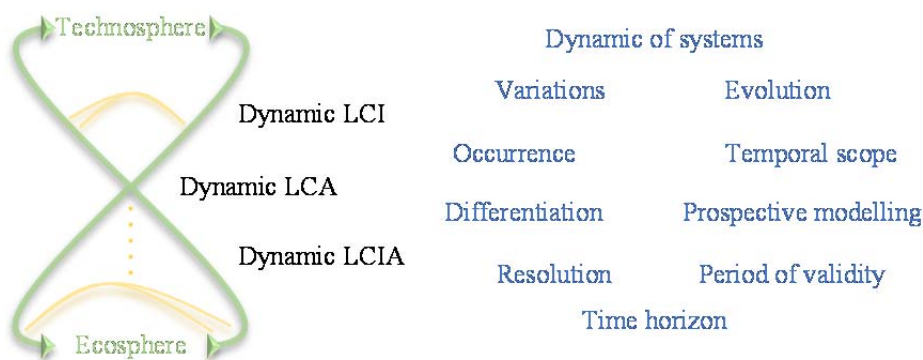 Technosphere
Dynamic of systems
Variations Evolution
Dynamic LCI
Occurrence Temporal scope
Dynamic LCA
Differentiation Prospective modelling
Dynamic LCIA
Resolution Period of validity
Time horizon
Ecosphere